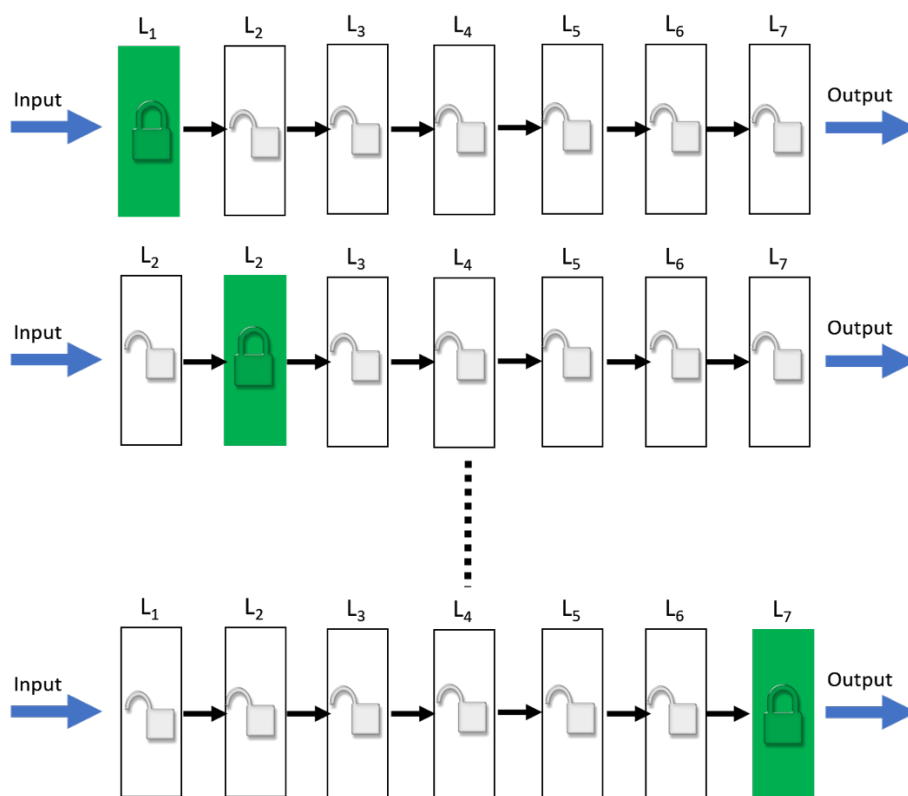 L₁ L₂ L₃ L₄ L₅ L₆ L₇
Input Output
L₂ L₂ L₃ L₄ L₅ L₆ L₇
Input Output
L₁ L₂ L₃ L₄ L₅ L₆ L₇
Input Output